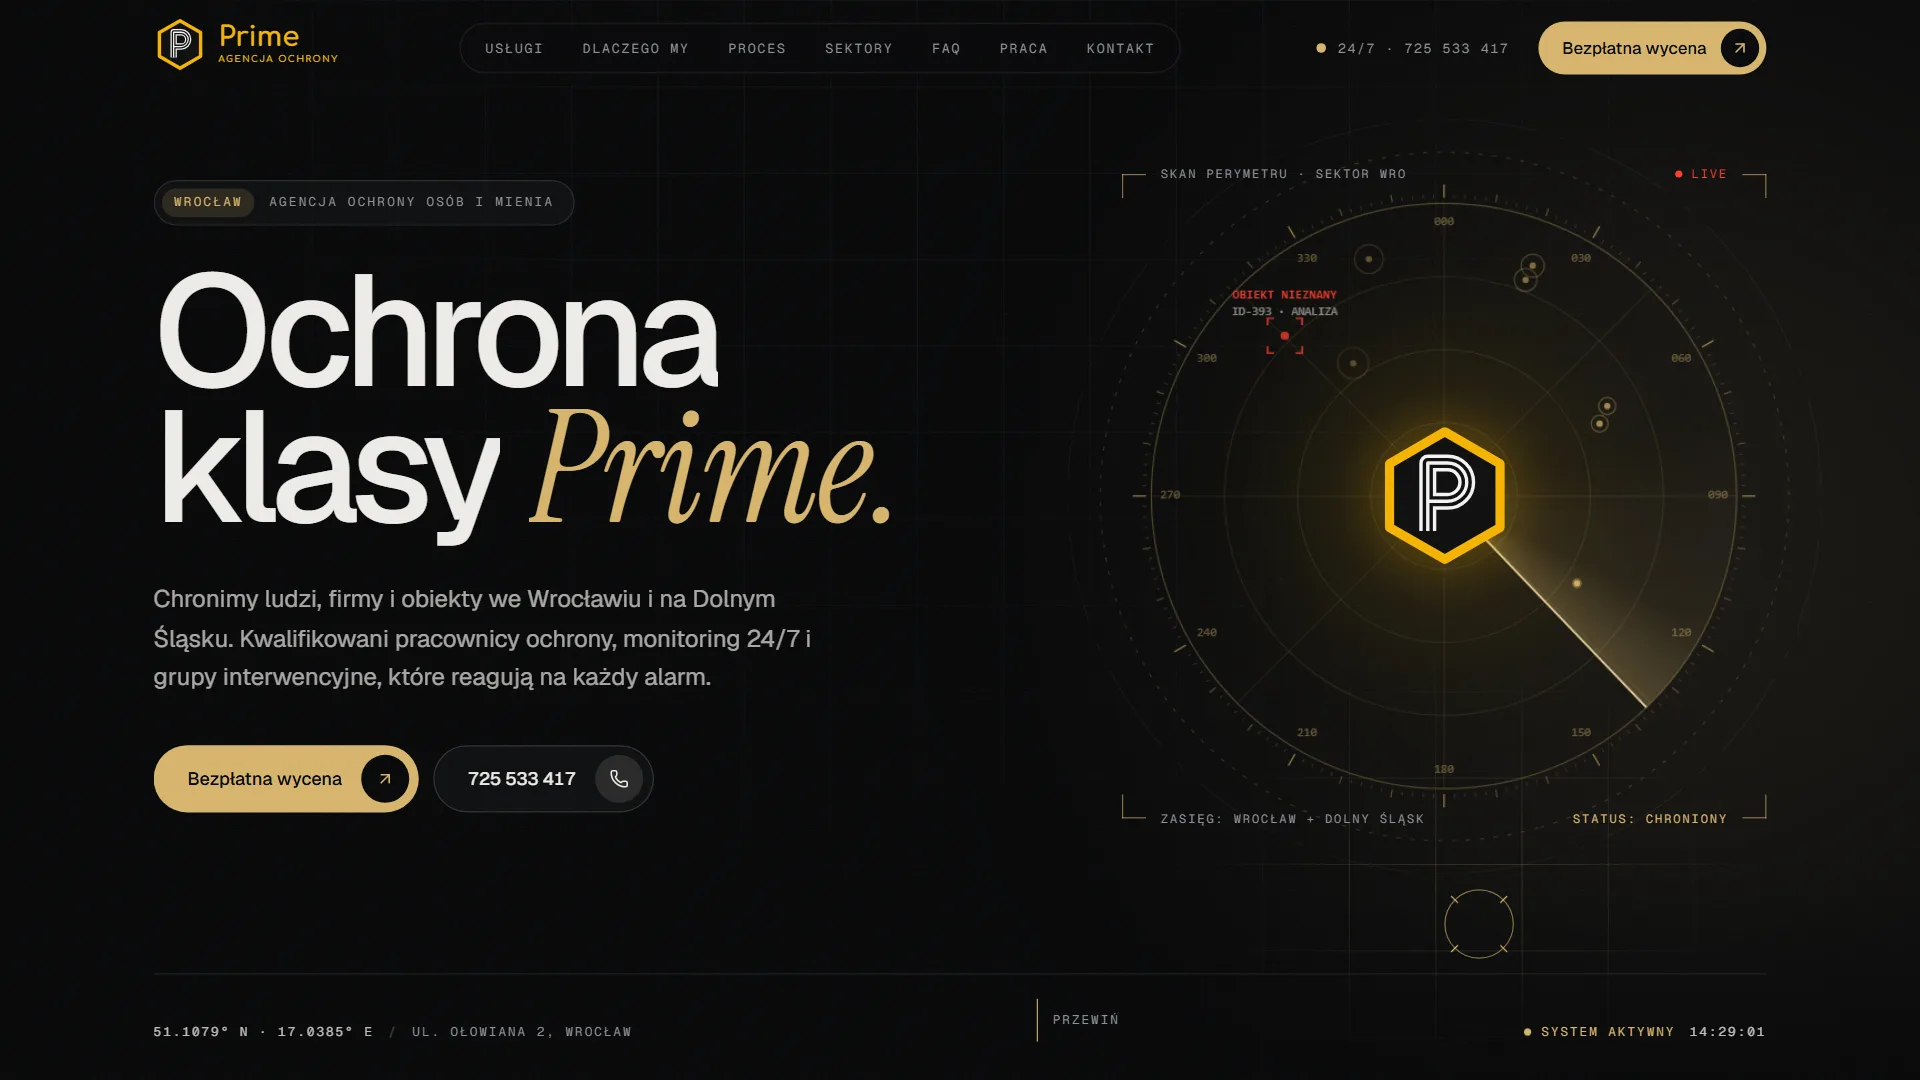 Prime
AGENCJA OCHRONY
USŁUGI
DLACZEGO MY
PROCES
SEKTORY
FAQ
PRACA
KONTAKT
24/7 · 725 533 417
Bezpłatna wycena
WROCŁAW
AGENCJA OCHRONY OSÓB I MIENIA
Ochrona
klasy Prime.
Chronimy ludzi, firmy i obiekty we Wrocławiu i na Dolnym
Śląsku. Kwalifikowani pracownicy ochrony, monitoring 24/7 i
grupy interwencyjne, które reagują na każdy alarm.
Bezpłatna wycena
725 533 417
SKAN PERYMETRU · SEKTOR WRO
LIVE
000
330
030
OBIEKT NIEZNANY
ID-393 · ANALIZA
300
060
P
270
090
240
120
210
150
180
ZASIĘG: WROCŁAW + DOLNY ŚLĄSK
STATUS: CHRONIONY
51.1079° N · 17.0385° E / UL. OŁOWIANA 2, WROCŁAW
PRZEWIŃ
SYSTEM AKTYWNY 14:29:01